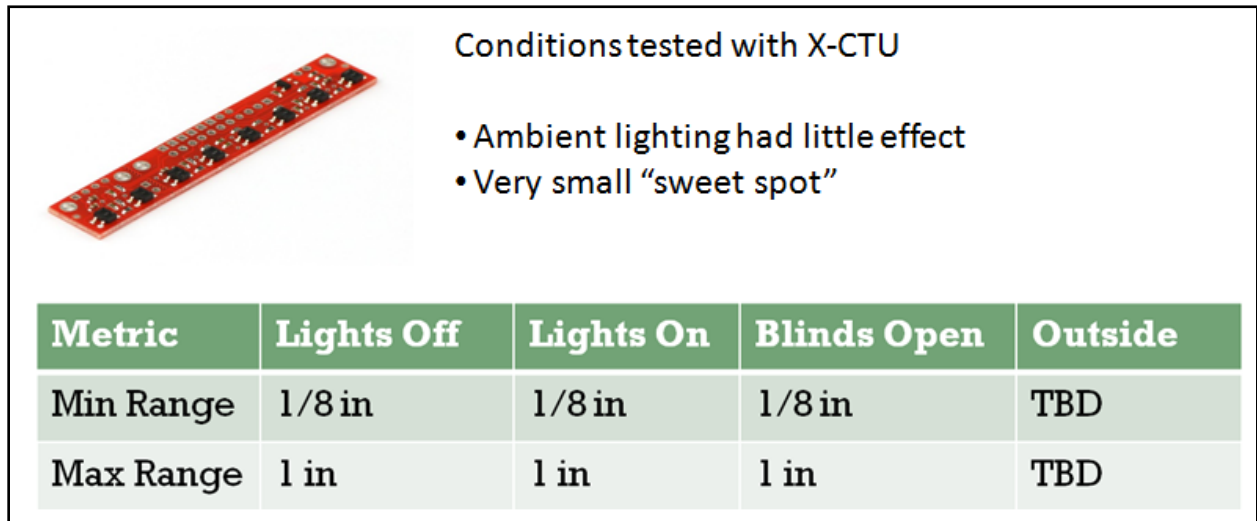 Conditions tested with X-CTU
• Ambient lighting had little effect
• Very small “sweet spot”
Metric Lights Off Lights On Blinds Open Outside
Min Range 1/8 in 1/8 in 1/8 in TBD
Max Range 1 in 1 in 1 in TBD